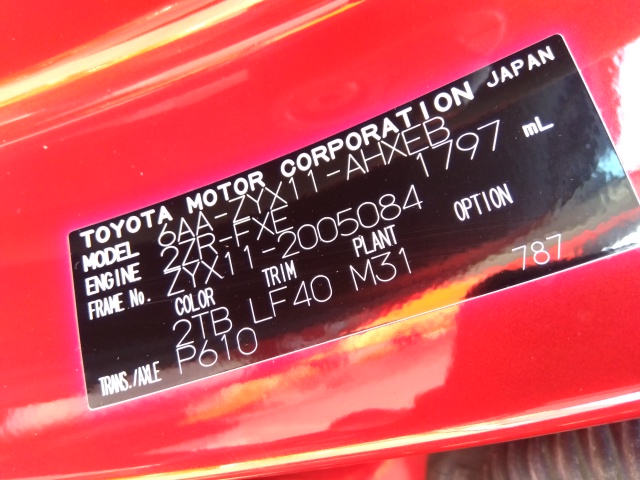 TOYOTA MOTOR CORPORATION JAPAN
MODEL 6AA-ZYX11-AHXEB
ENGINE 2ZR-FXE 1797 mL
FRAME No. ZYX11-2005084
COLOR TRIM PLANT OPTION
2TB LF40 M31 787
TRANS./AXLE P610